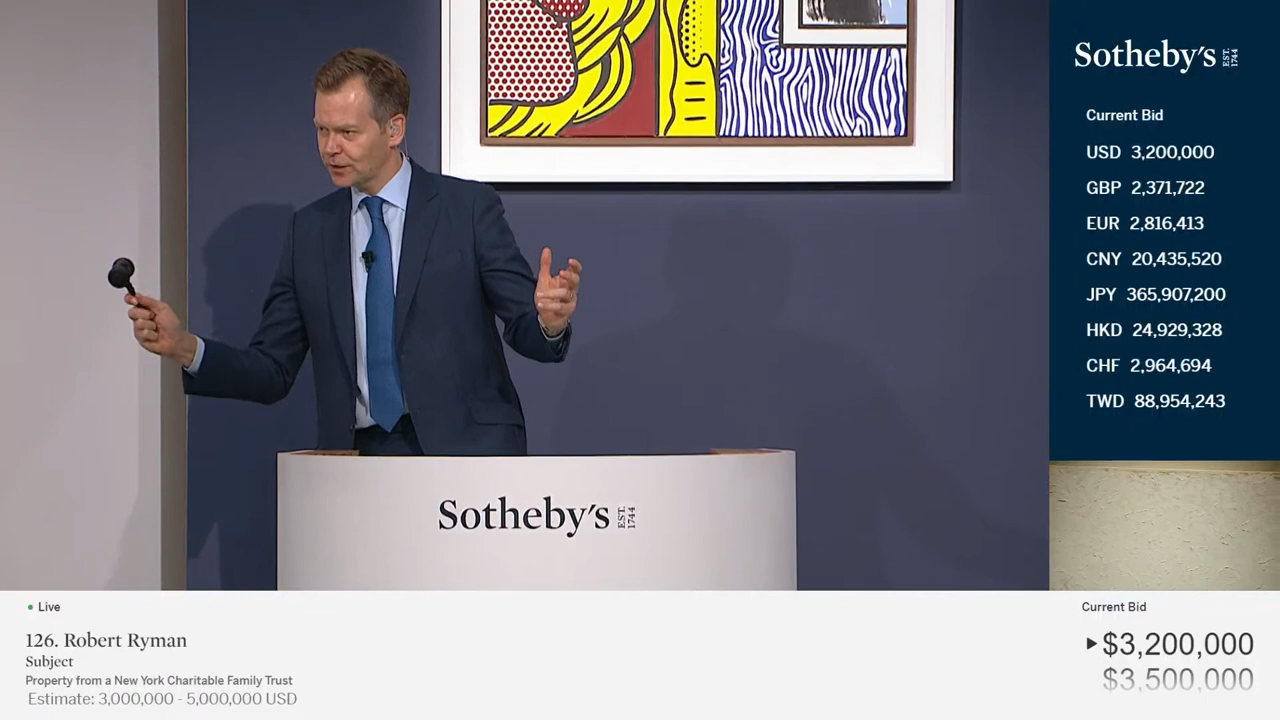 Sotheby's EST. 1744
Current Bid
USD 3,200,000
GBP 2,371,722
EUR 2,816,413
CNY 20,435,520
JPY 365,907,200
HKD 24,929,328
CHF 2,964,694
TWD 88,954,243
Sotheby's EST. 1744
Live
126. Robert Ryman
Subject
Property from a New York Charitable Family Trust
Estimate: 3,000,000 - 5,000,000 USD
Current Bid
$3,200,000
$3,500,000